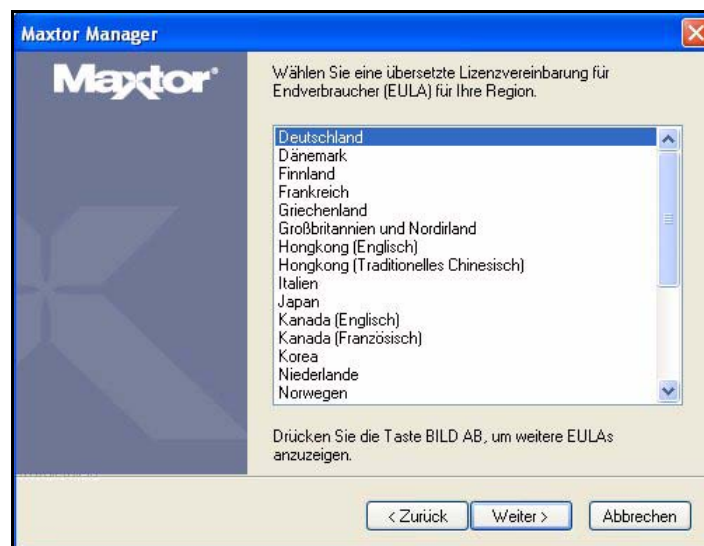 Maxtor Manager
Maxtor®
Wählen Sie eine übersetzte Lizenzvereinbarung für
Endverbraucher (EULA) für Ihre Region.
Deutschland
Dänemark
Finnland
Frankreich
Griechenland
Großbritannien und Nordirland
Hongkong (Englisch)
Hongkong (Traditionelles Chinesisch)
Italien
Japan
Kanada (Englisch)
Kanada (Französisch)
Korea
Niederlande
Norwegen
Drücken Sie die Taste BILD AB, um weitere EULAs
anzuzeigen.
< Zurück
Weiter >
Abbrechen